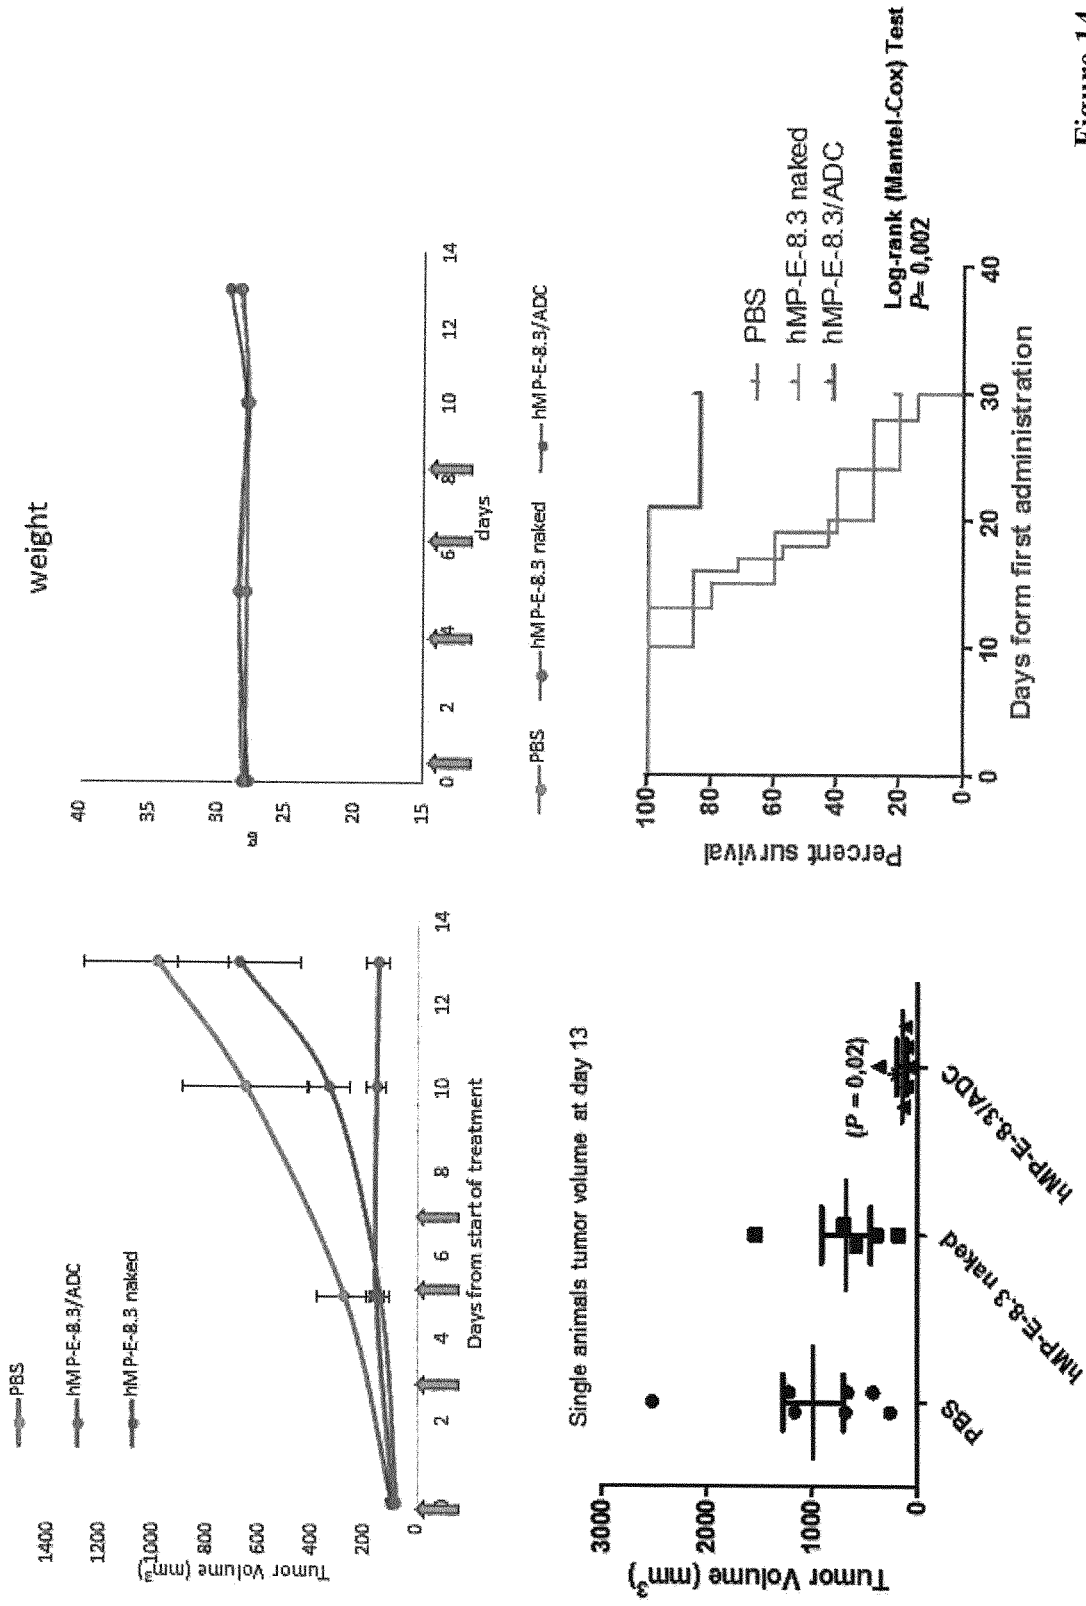 PBS
hMP-E-8.3/ADC
hMP-E-8.3 naked
Tumor Volume (mm3)
1400
1200
1000
800
600
400
200
0
0 2 4 6 8 10 12 14
Days from start of treatment
weight
g
40
35
30
25
20
15
0 2 4 6 8 10 12 14
days
PBS hMP-E-8.3 naked hMP-E-8.3/ADC
Single animals tumor volume at day 13
Tumor Volume (mm3)
3000
2000
1000
0
(P = 0,02)
PBS
hMP-E-8.3 naked
hMP-E-8.3/ADC
Percent survival
100
80
60
40
20
0
0 10 20 30 40
Days form first administration
PBS
hMP-E-8.3 naked
hMP-E-8.3/ADC
Log-rank (Mantel-Cox) Test
P= 0,002
Figure 14